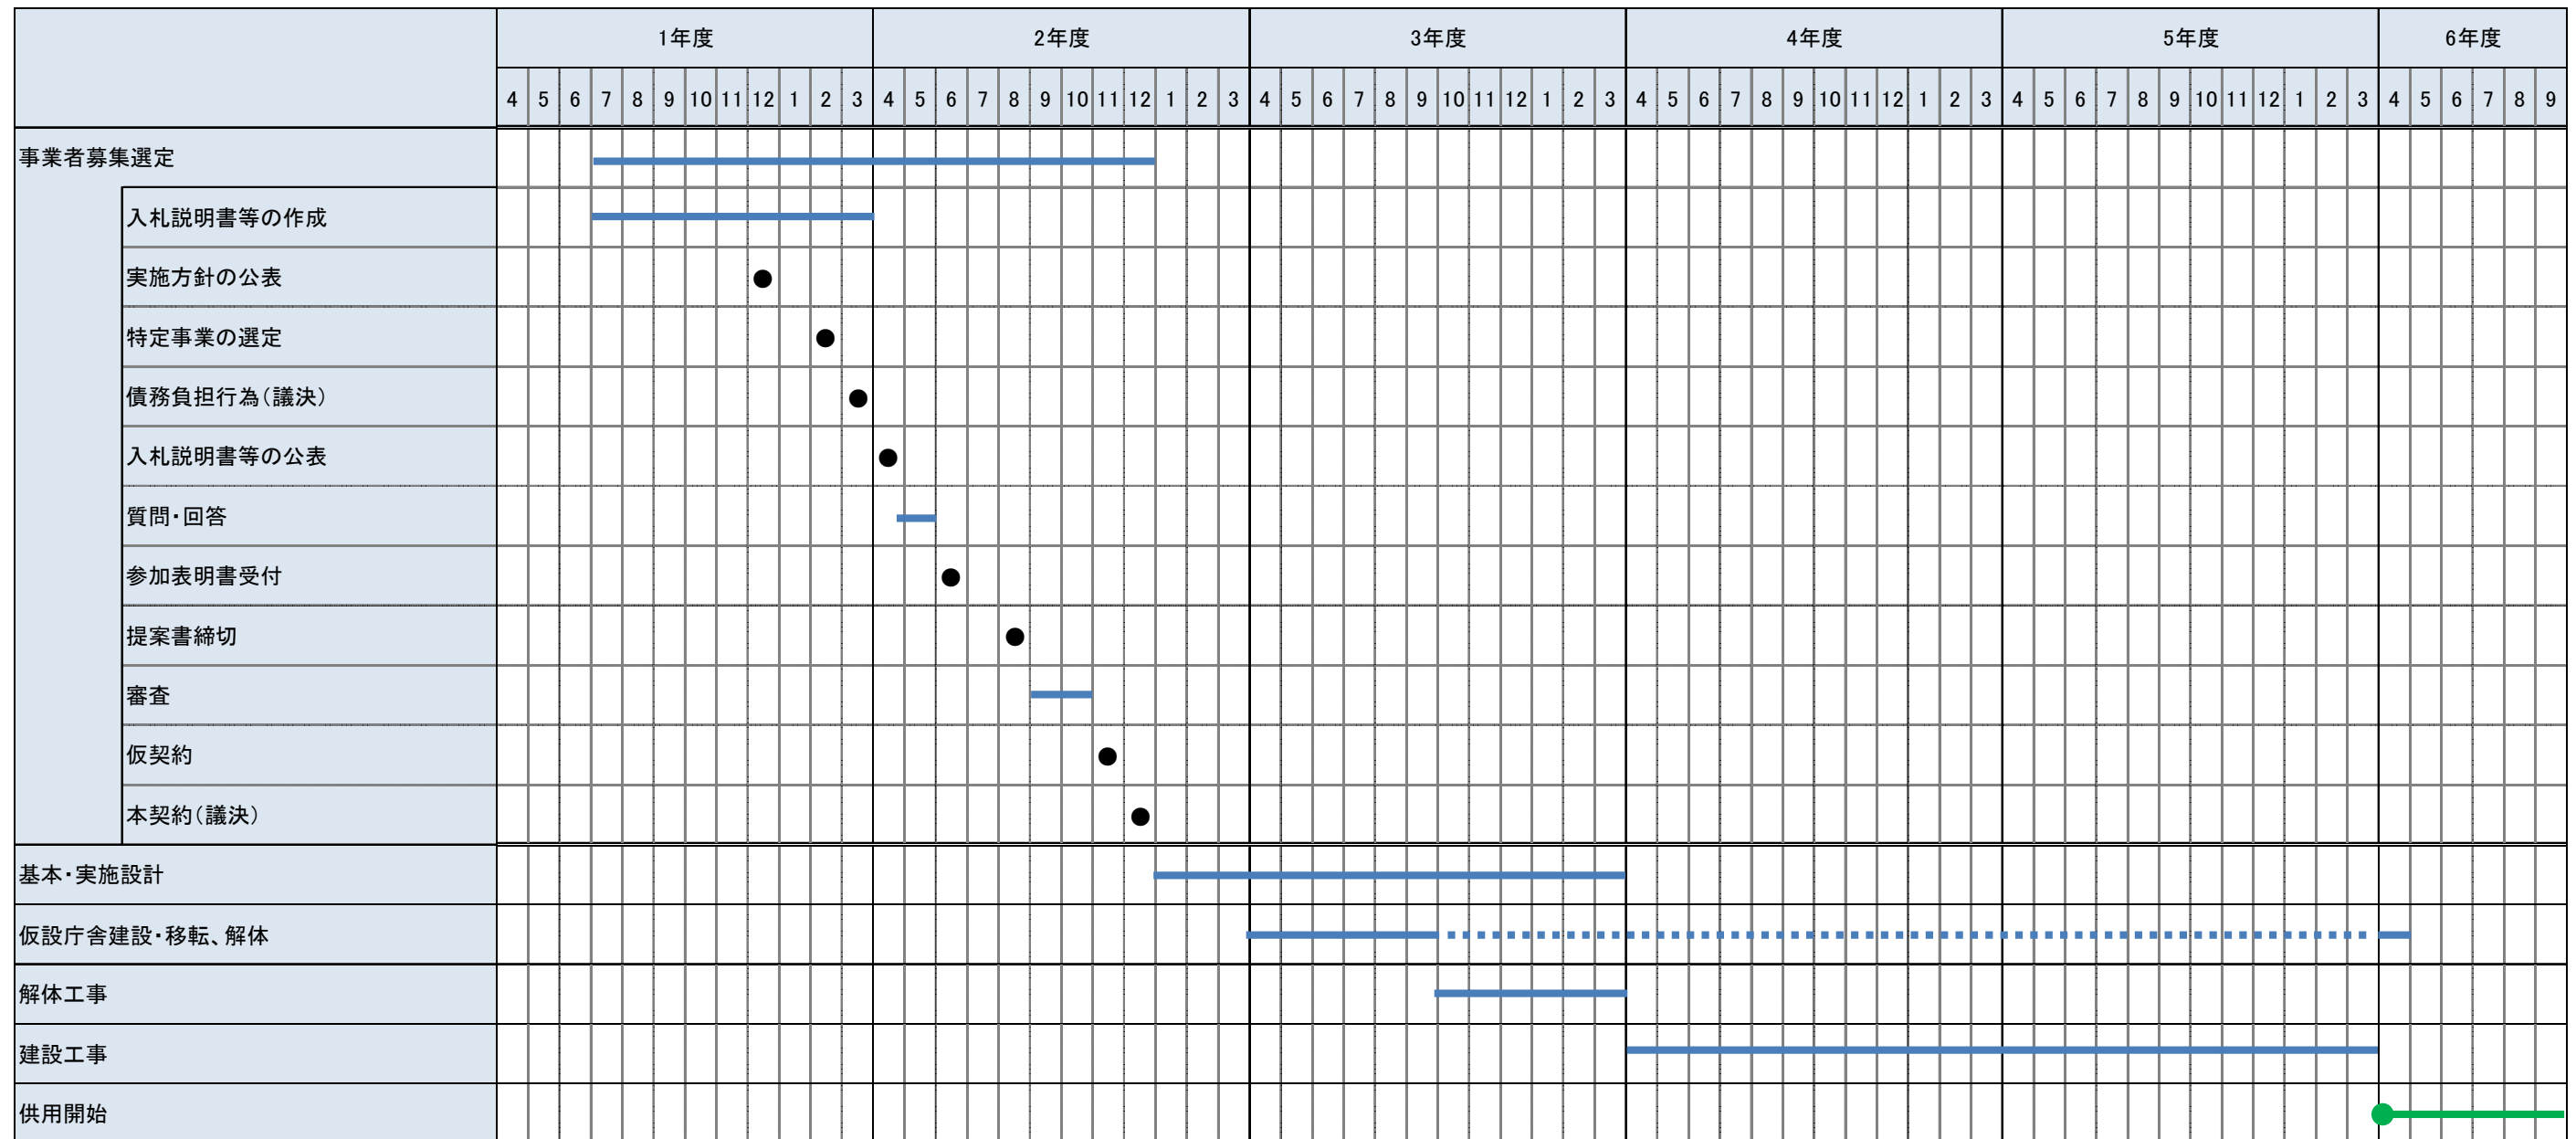 1年度 2年度 3年度 4年度 5年度 6年度
4 5 6 7 8 9 10 11 12 1 2 3 4 5 6 7 8 9 10 11 12 1 2 3 4 5 6 7 8 9 10 11 12 1 2 3 4 5 6 7 8 9 10 11 12 1 2 3 4 5 6 7 8 9 10 11 12 1 2 3 4 5 6 7 8 9
事業者募集選定
入札説明書等の作成
実施方針の公表
特定事業の選定
債務負担行為(議決)
入札説明書等の公表
質問・回答
参加表明書受付
提案書締切
審査
仮契約
本契約(議決)
基本・実施設計
仮設庁舎建設・移転、解体
解体工事
建設工事
供用開始